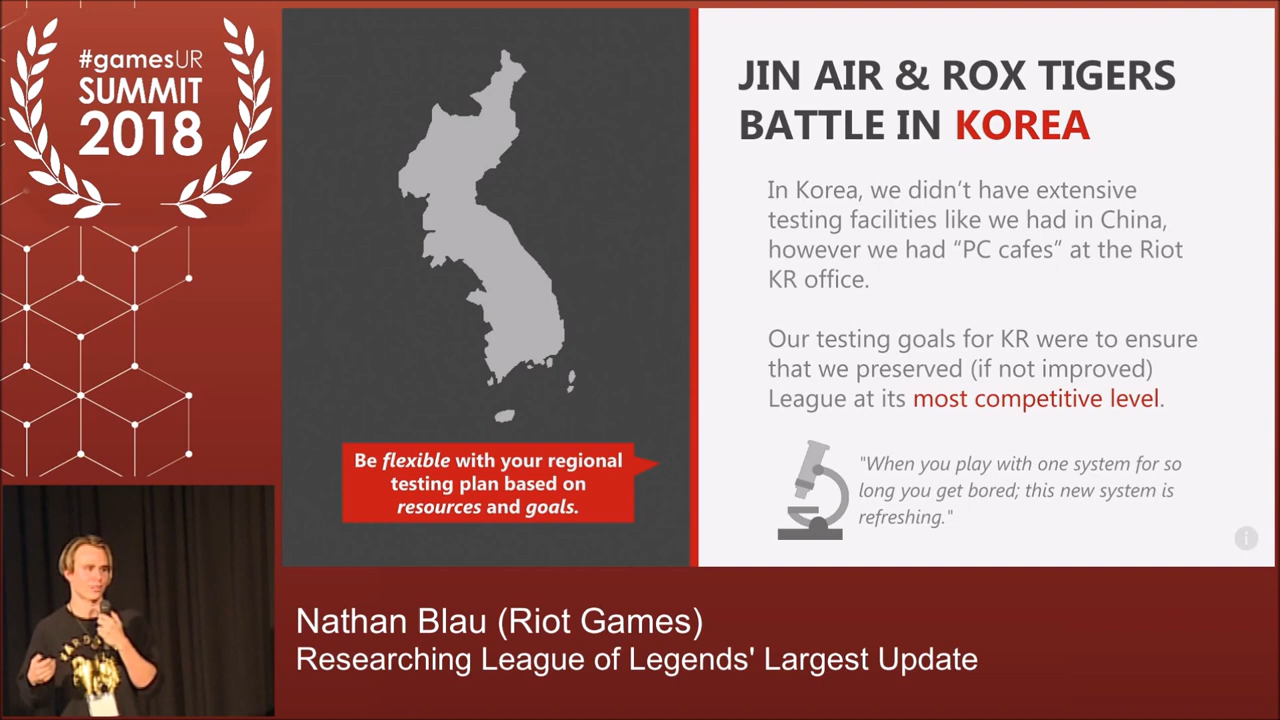 #gamesUR
SUMMIT
2018
JIN AIR & ROX TIGERS
BATTLE IN KOREA
In Korea, we didn't have extensive
testing facilities like we had in China,
however we had “PC cafes” at the Riot
KR office.
Our testing goals for KR were to ensure
that we preserved (if not improved)
League at its most competitive level.
Be flexible with your regional
testing plan based on
resources and goals.
"When you play with one system for so
long you get bored; this new system is
refreshing."
i
Nathan Blau (Riot Games)
Researching League of Legends' Largest Update